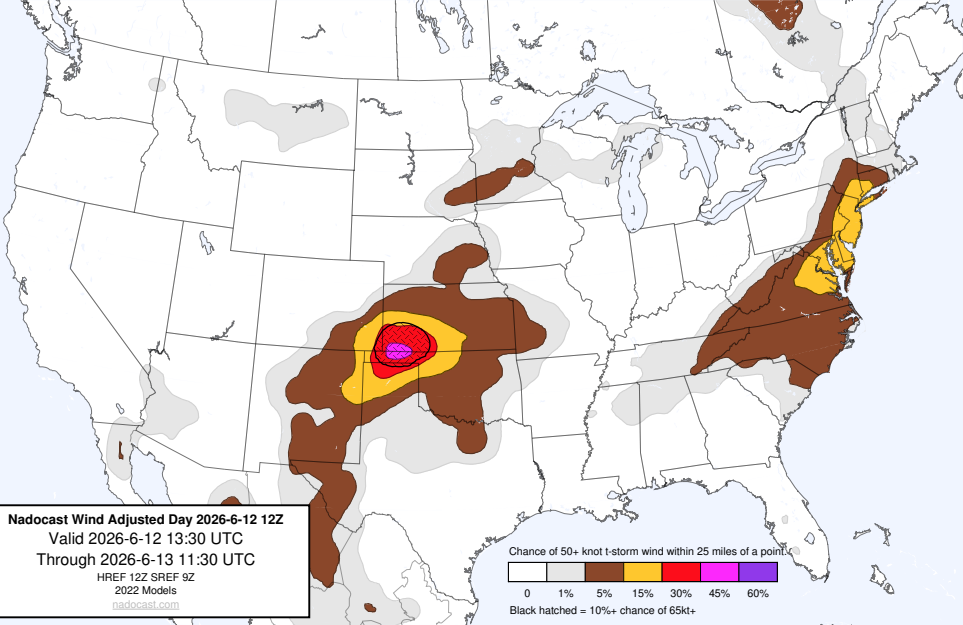 Nadocast Wind Adjusted Day 2026-6-12 12Z
Valid 2026-6-12 13:30 UTC
Through 2026-6-13 11:30 UTC
HREF 12Z SREF 9Z
2022 Models
nadocast.com
Chance of 50+ knot t-storm wind within 25 miles of a point.
0 1% 5% 15% 30% 45% 60%
Black hatched = 10%+ chance of 65kt+